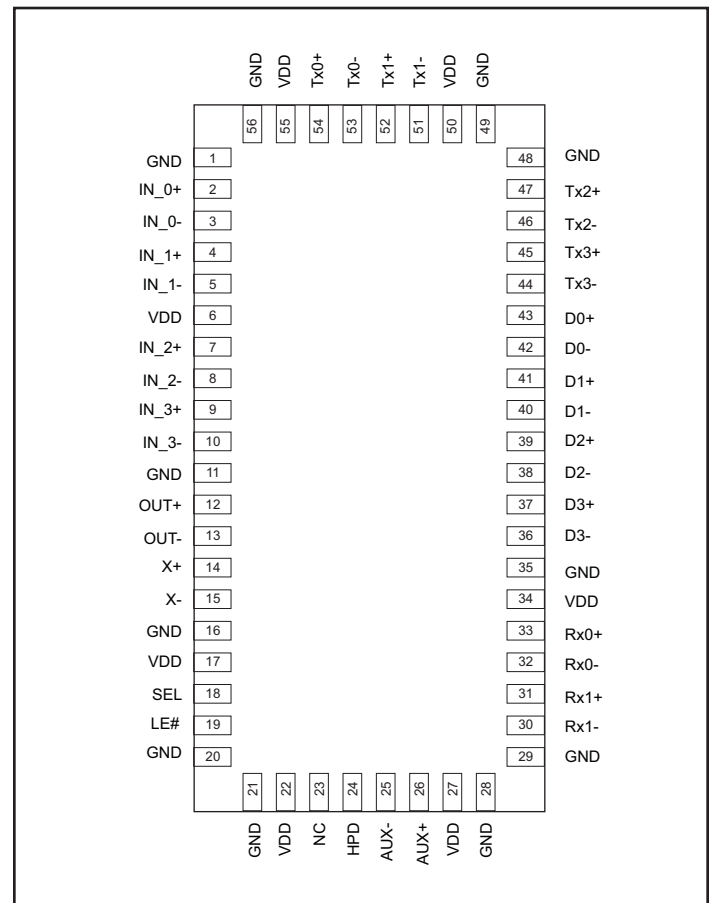 GND VDD Tx0+ Tx0- Tx1+ Tx1- VDD GND
56 55 54 53 52 51 50 49
GND 1 48 GND
IN_0+ 2 47 Tx2+
IN_0- 3 46 Tx2-
IN_1+ 4 45 Tx3+
IN_1- 5 44 Tx3-
VDD 6 43 D0+
IN_2+ 7 42 D0-
IN_2- 8 41 D1+
IN_3+ 9 40 D1-
IN_3- 10 39 D2+
GND 11 38 D2-
OUT+ 12 37 D3+
OUT- 13 36 D3-
X+ 14 35 GND
X- 15 34 VDD
GND 16 33 Rx0+
VDD 17 32 Rx0-
SEL 18 31 Rx1+
LE# 19 30 Rx1-
GND 20 29 GND
21 22 23 24 25 26 27 28
GND VDD NC HPD AUX- AUX+ VDD GND